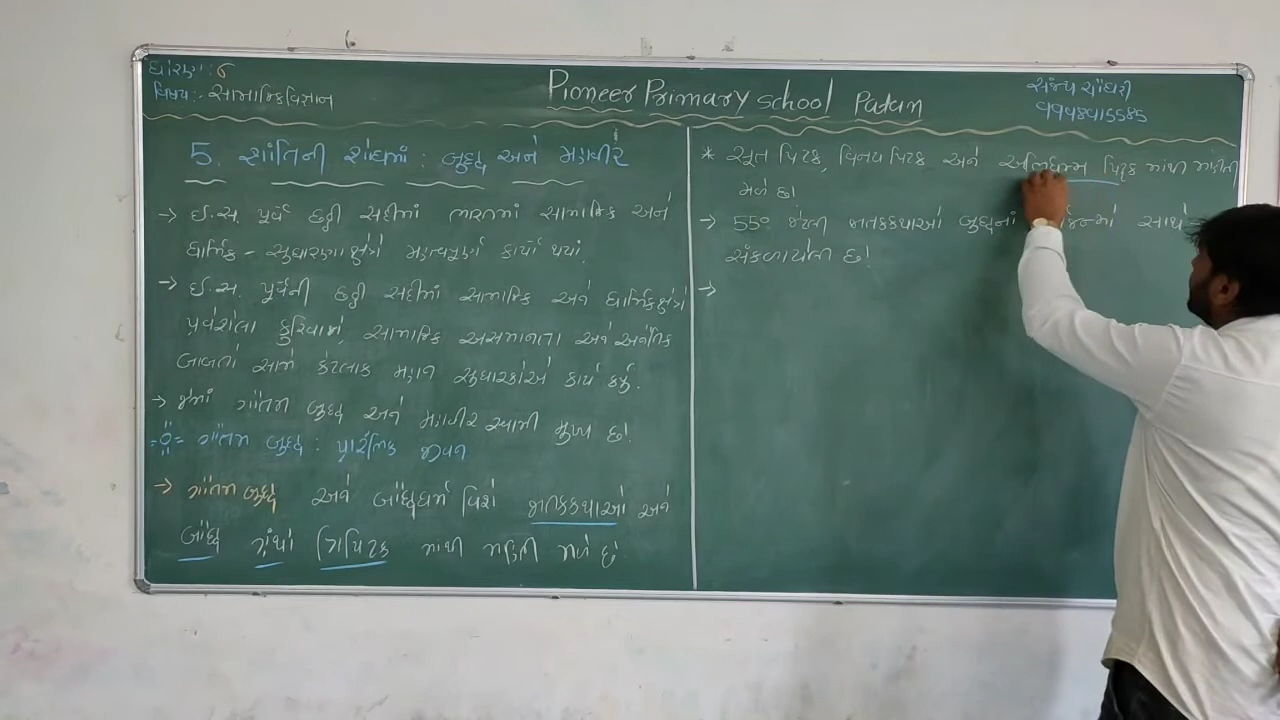 ધોરણ : ૬
વિષય :- સામાજિક વિજ્ઞાન
Pioneer Primary school Patan
સંજય ચૌધરી
5. શાંતિની શોધમાં : બુદ્ધ અને મહાવીર
→ ઈ.સ. પૂર્વે છઠ્ઠી સદીમાં ભારતમાં સામાજિક અને
ધાર્મિક - સુધારણા ક્ષેત્રે મહત્વપૂર્ણ કાર્યો થયાં.
→ ઈ.સ. પૂર્વેની છઠ્ઠી સદીમાં સામાજિક અને ધાર્મિક ક્ષેત્રે
પ્રવેશેલા કુરિવાજો, સામાજિક અસમાનતા અને અનૈતિક
બાબતો સામે કેટલાક મહાન સુધારકોએ કાર્ય કર્યું.
→ જેમાં ગૌતમ બુદ્ધ અને મહાવીર સ્વામી મુખ્ય છે!
ગૌતમ બુદ્ધ : પ્રારંભિક જીવન
→ ગૌતમ બુદ્ધ અને બૌદ્ધધર્મ વિશે જાતકકથાઓ અને
બૌદ્ધ ગ્રંથો ત્રિપિટક માંથી માહિતી મળે છે!
* સૂત પિટક, વિનય પિટક અને અભિધમ્મ પિટક માંથી માહીતી
મળે છે!
→ 550 જેટલી જાતકકથાઓ બુદ્ધનાં સાથે
સંકળાયેલી છે!
→